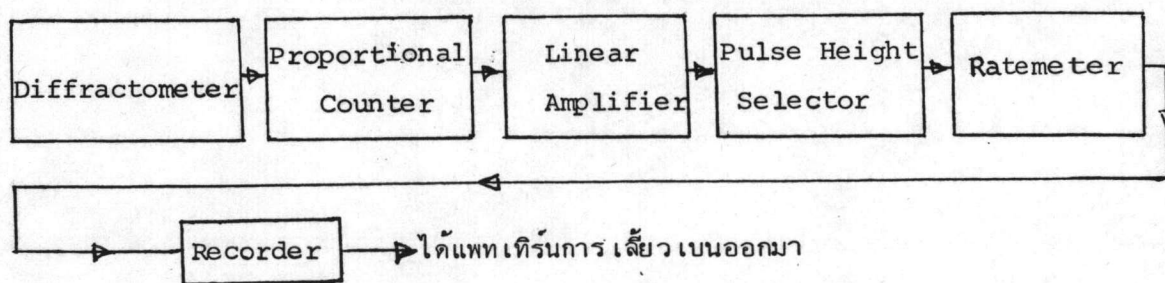 Diffractometer
Proportional
Counter
Linear
Amplifier
Pulse Height
Selector
Ratemeter
Recorder
ได้แพทเทิร์นการเลี้ยวเบนออกมา